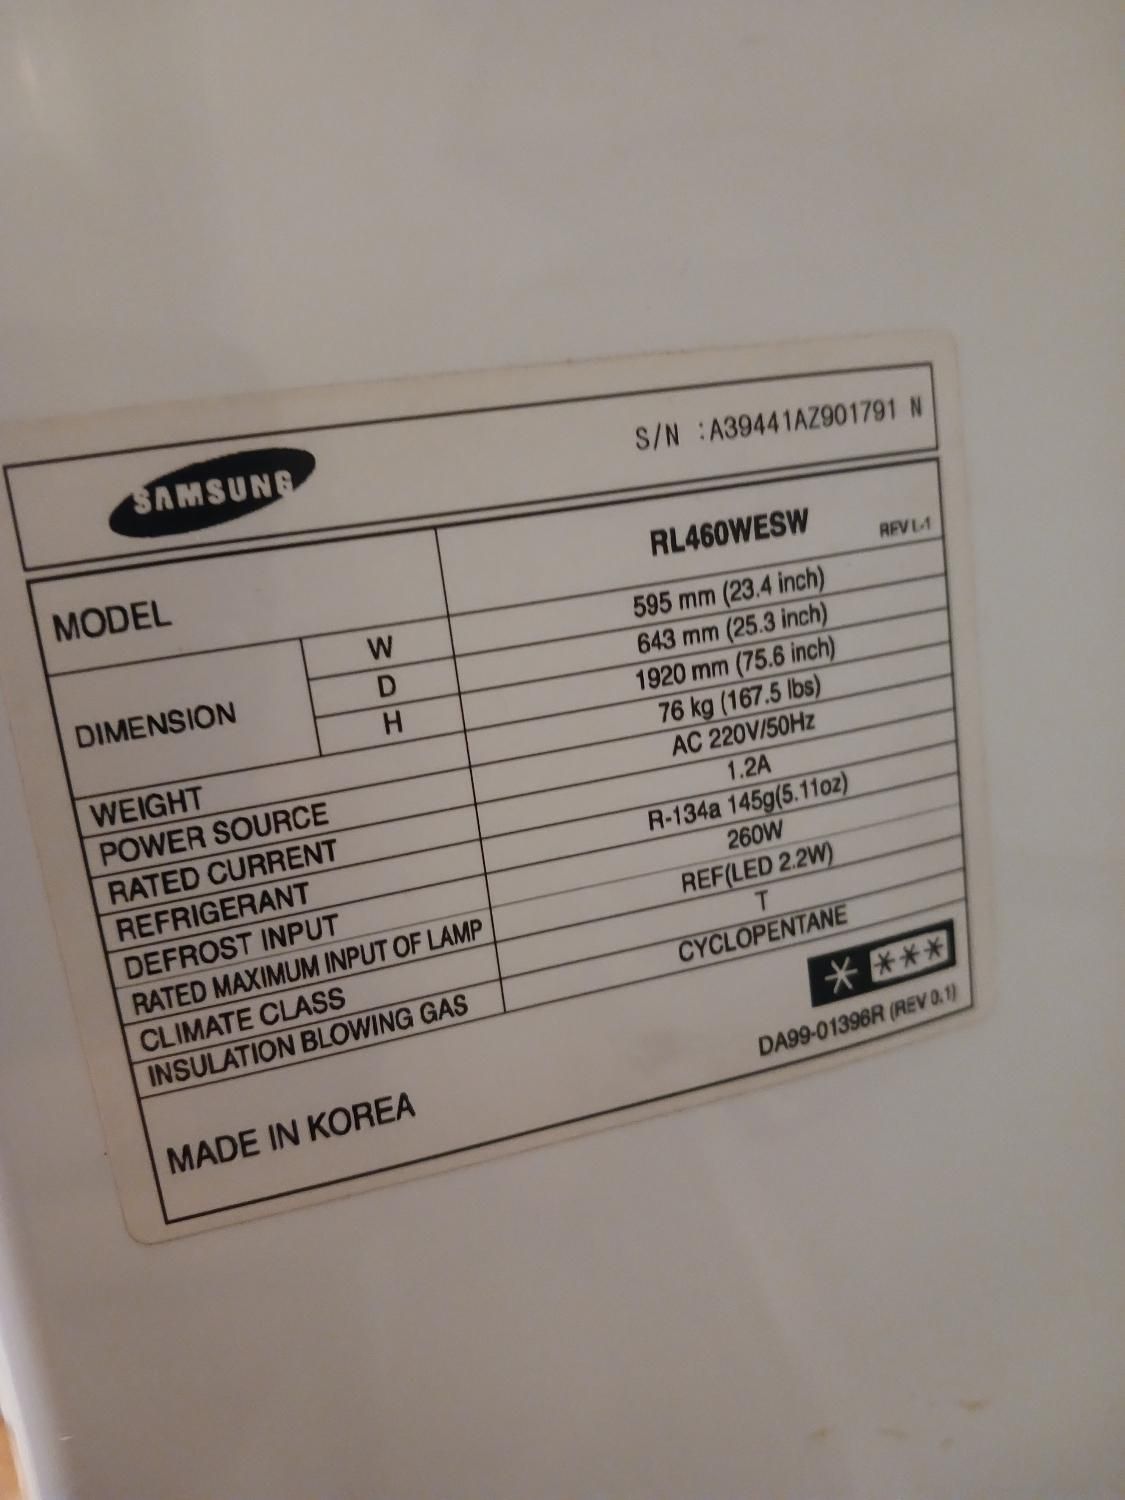 SAMSUNG S/N :A39441AZ901791 N
MODEL RL460WESW REV L-1
DIMENSION W 595 mm (23.4 inch)
D 643 mm (25.3 inch)
H 1920 mm (75.6 inch)
WEIGHT 76 kg (167.5 lbs)
POWER SOURCE AC 220V/50Hz
RATED CURRENT 1.2A
REFRIGERANT R-134a 145g(5.11oz)
DEFROST INPUT 260W
RATED MAXIMUM INPUT OF LAMP REF(LED 2.2W)
CLIMATE CLASS T
INSULATION BLOWING GAS CYCLOPENTANE
MADE IN KOREA DA99-01396R (REV 0.1)